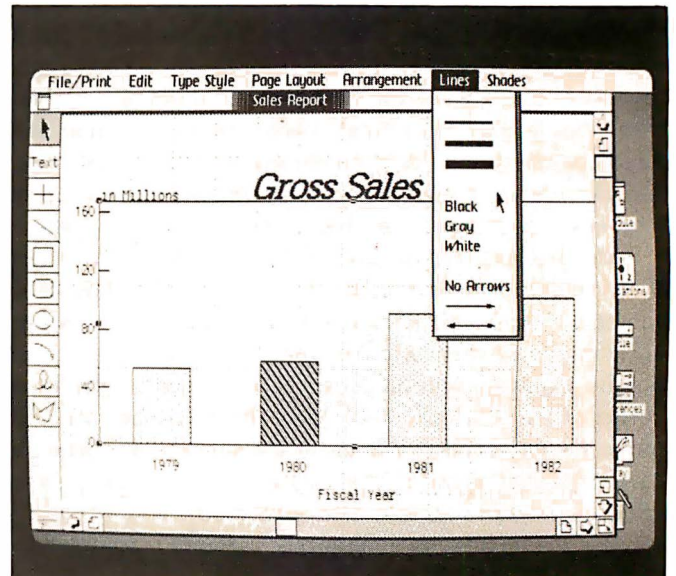 File/Print Edit Type Style Page Layout Arrangement Lines Shades
Sales Report
Text
Gross Sales
in Millions
160
120
80
40
0
Black
Gray
White
No Arrows
1979 1980 1981 1982
Fiscal Year